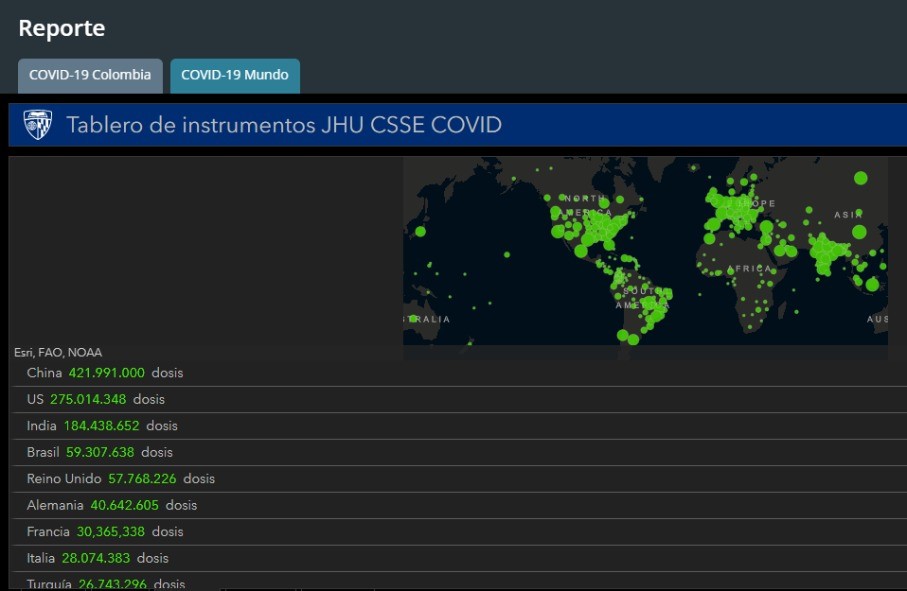 Reporte
COVID-19 Colombia COVID-19 Mundo
Tablero de instrumentos JHU CSSE COVID
NORTH
AMERICA
EUROPE
ASIA
AFRICA
SOUTH
AMERICA
STRALIA
AUS
Esri, FAO, NOAA
China 421.991.000 dosis
US 275.014.348 dosis
India 184.438.652 dosis
Brasil 59.307.638 dosis
Reino Unido 57.768.226 dosis
Alemania 40.642.605 dosis
Francia 30,365,338 dosis
Italia 28.074.383 dosis
Turquía 26.743.296 dosis